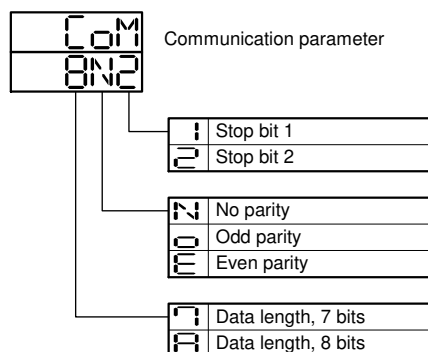 CoM Communication parameter
8N2
1 Stop bit 1
2 Stop bit 2
N No parity
o Odd parity
E Even parity
7 Data length, 7 bits
8 Data length, 8 bits